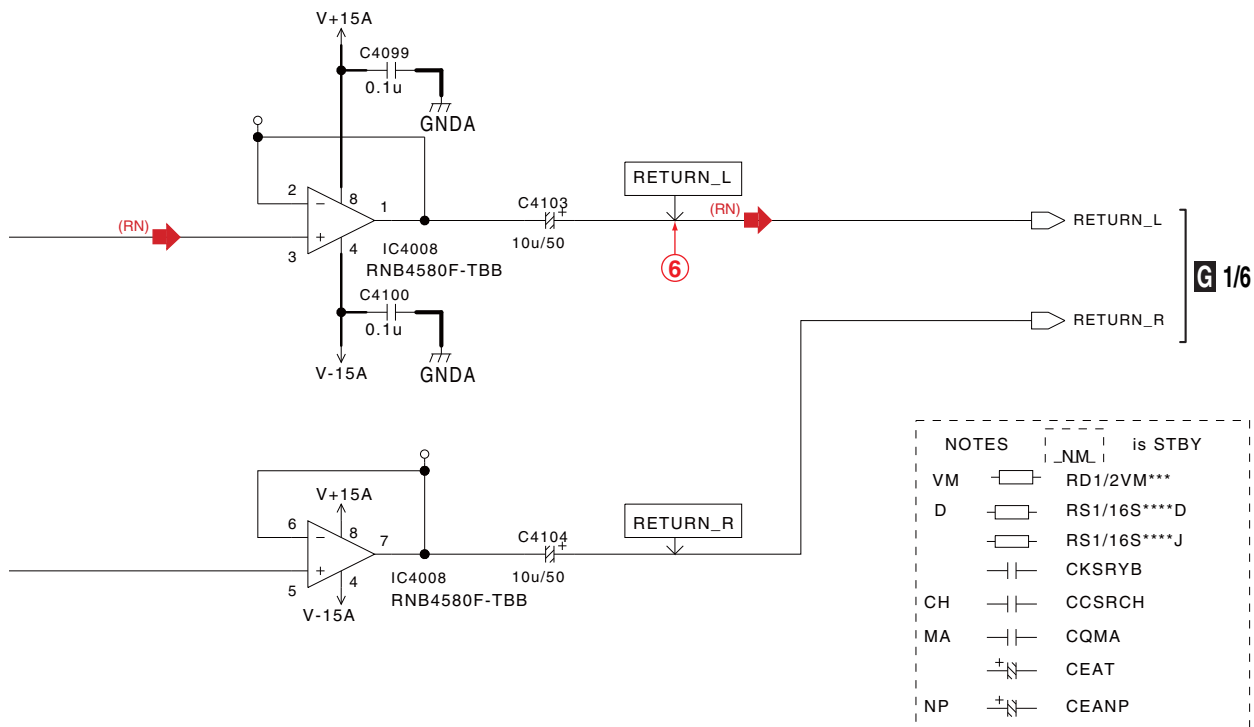 V+15A
C4099
0.1u
GNDA
2
−
8
1
(RN)
+
3
4
IC4008
RNB4580F-TBB
C4103
+
10u/50
RETURN_L
(RN)
6
RETURN_L
G 1/6
RETURN_R
C4100
0.1u
V-15A
GNDA
V+15A
6
−
8
7
+
5
4
IC4008
RNB4580F-TBB
V-15A
C4104
+
10u/50
RETURN_R
NOTES _NM_ is STBY
VM RD1/2VM***
D RS1/16S****D
RS1/16S****J
CKSRYB
CH CCSRCH
MA CQMA
+ CEAT
NP + CEANP